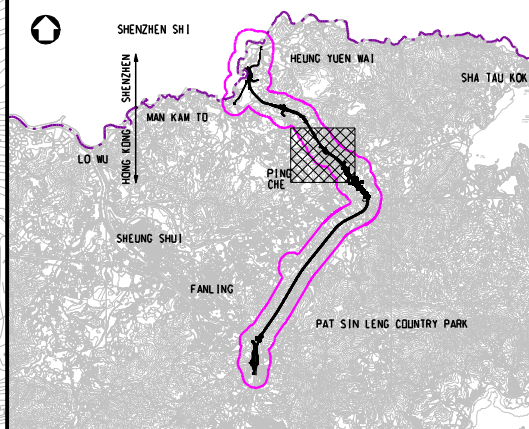 SHENZHEN SHI
HEUNG YUEN WAI
SHA TAU KOK
SHENZHEN
HONG KONG
MAN KAM TO
LO WU
PING
CHE
SHEUNG SHUI
FANLING
PAT SIN LENG COUNTRY PARK